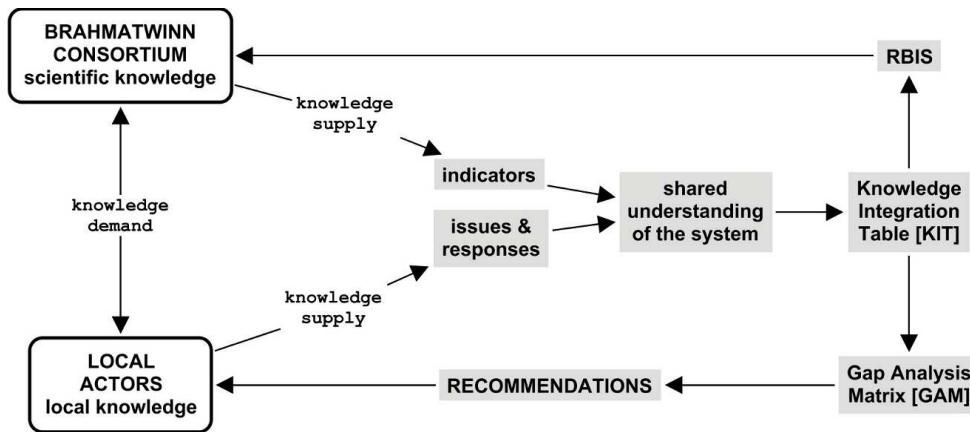 BRAHMATWINN
CONSORTIUM
scientific knowledge
RBIS
knowledge
supply
indicators
shared
understanding
of the system
Knowledge
Integration
Table [KIT]
knowledge
demand
issues &
responses
knowledge
supply
LOCAL
ACTORS
local knowledge
RECOMMENDATIONS
Gap Analysis
Matrix [GAM]